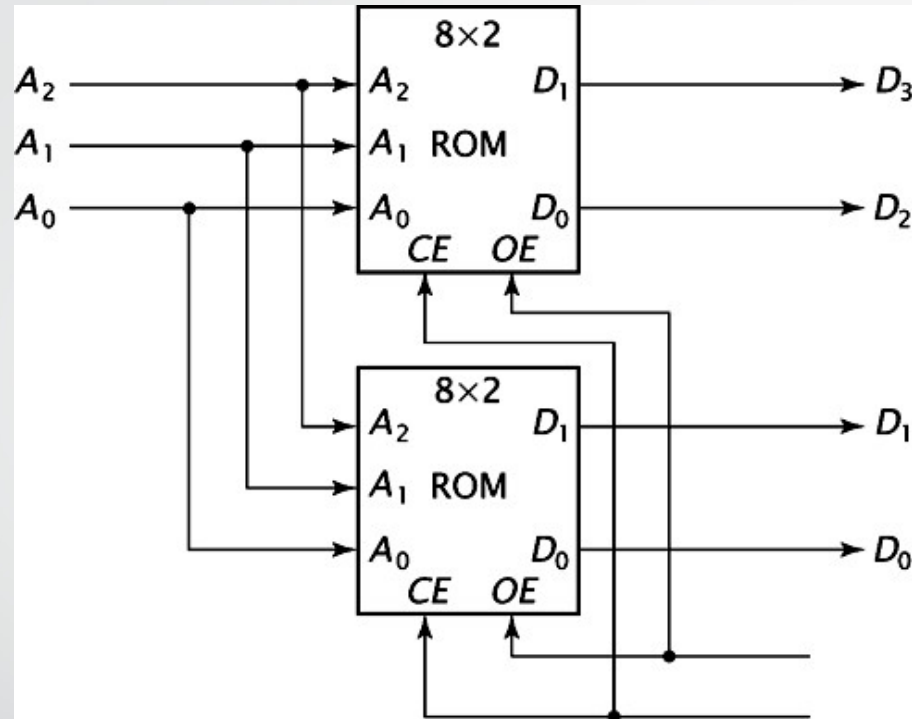 8×2
A₂ A₂ D₁ D₃
A₁ A₁ ROM
A₀ A₀ D₀ D₂
CE OE
8×2
A₂ D₁ D₁
A₁ ROM
A₀ D₀ D₀
CE OE